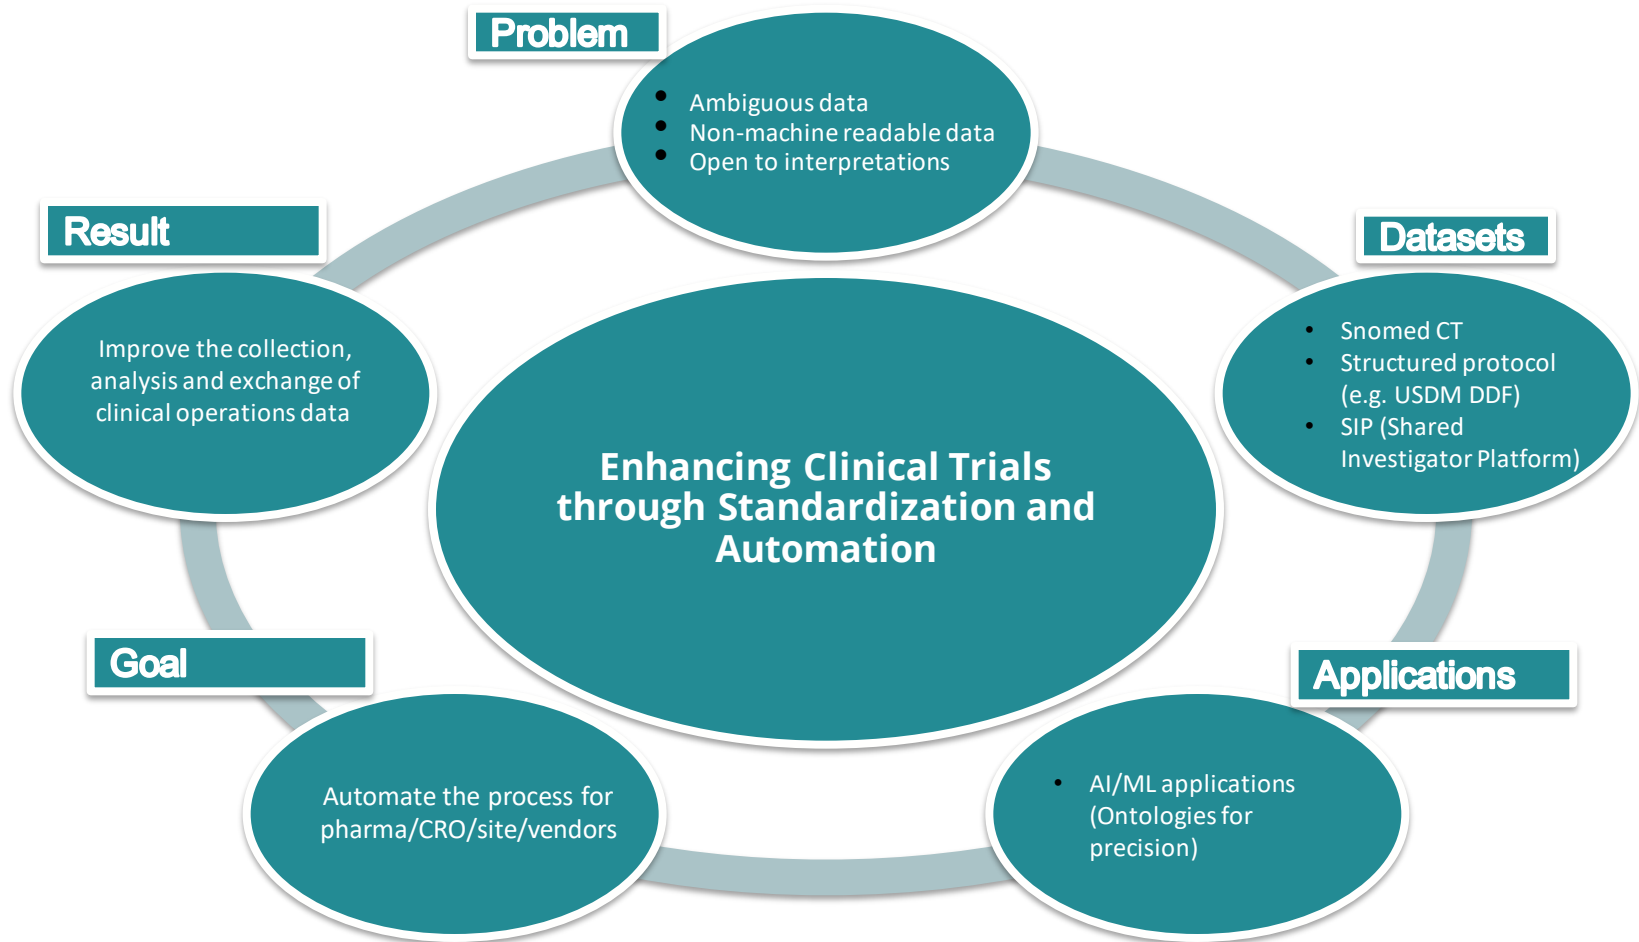 Problem
• Ambiguous data
• Non-machine readable data
• Open to interpretations
Result
Improve the collection,
analysis and exchange of
clinical operations data
Datasets
• Snomed CT
• Structured protocol
(e.g. USDM DDF)
• SIP (Shared
Investigator Platform)
Enhancing Clinical Trials
through Standardization and
Automation
Goal
Automate the process for
pharma/CRO/site/vendors
Applications
• AI/ML applications
(Ontologies for
precision)